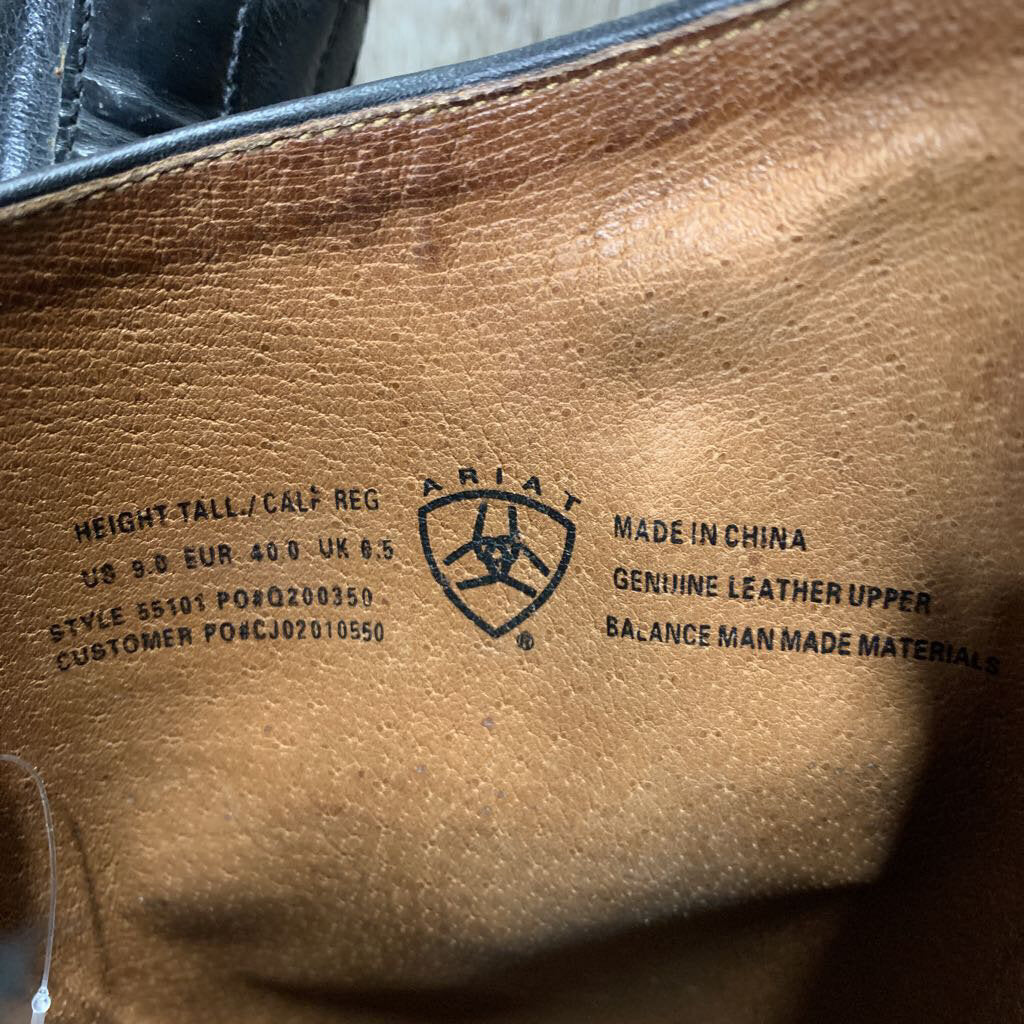 HEIGHT TALL./CALF REG
US 9.0 EUR 40 0 UK 6.5
STYLE 55101 PO#Q200350
CUSTOMER PO#CJ02010550
ARIAT
®
MADE IN CHINA
GENUINE LEATHER UPPER
BALANCE MAN MADE MATERIALS